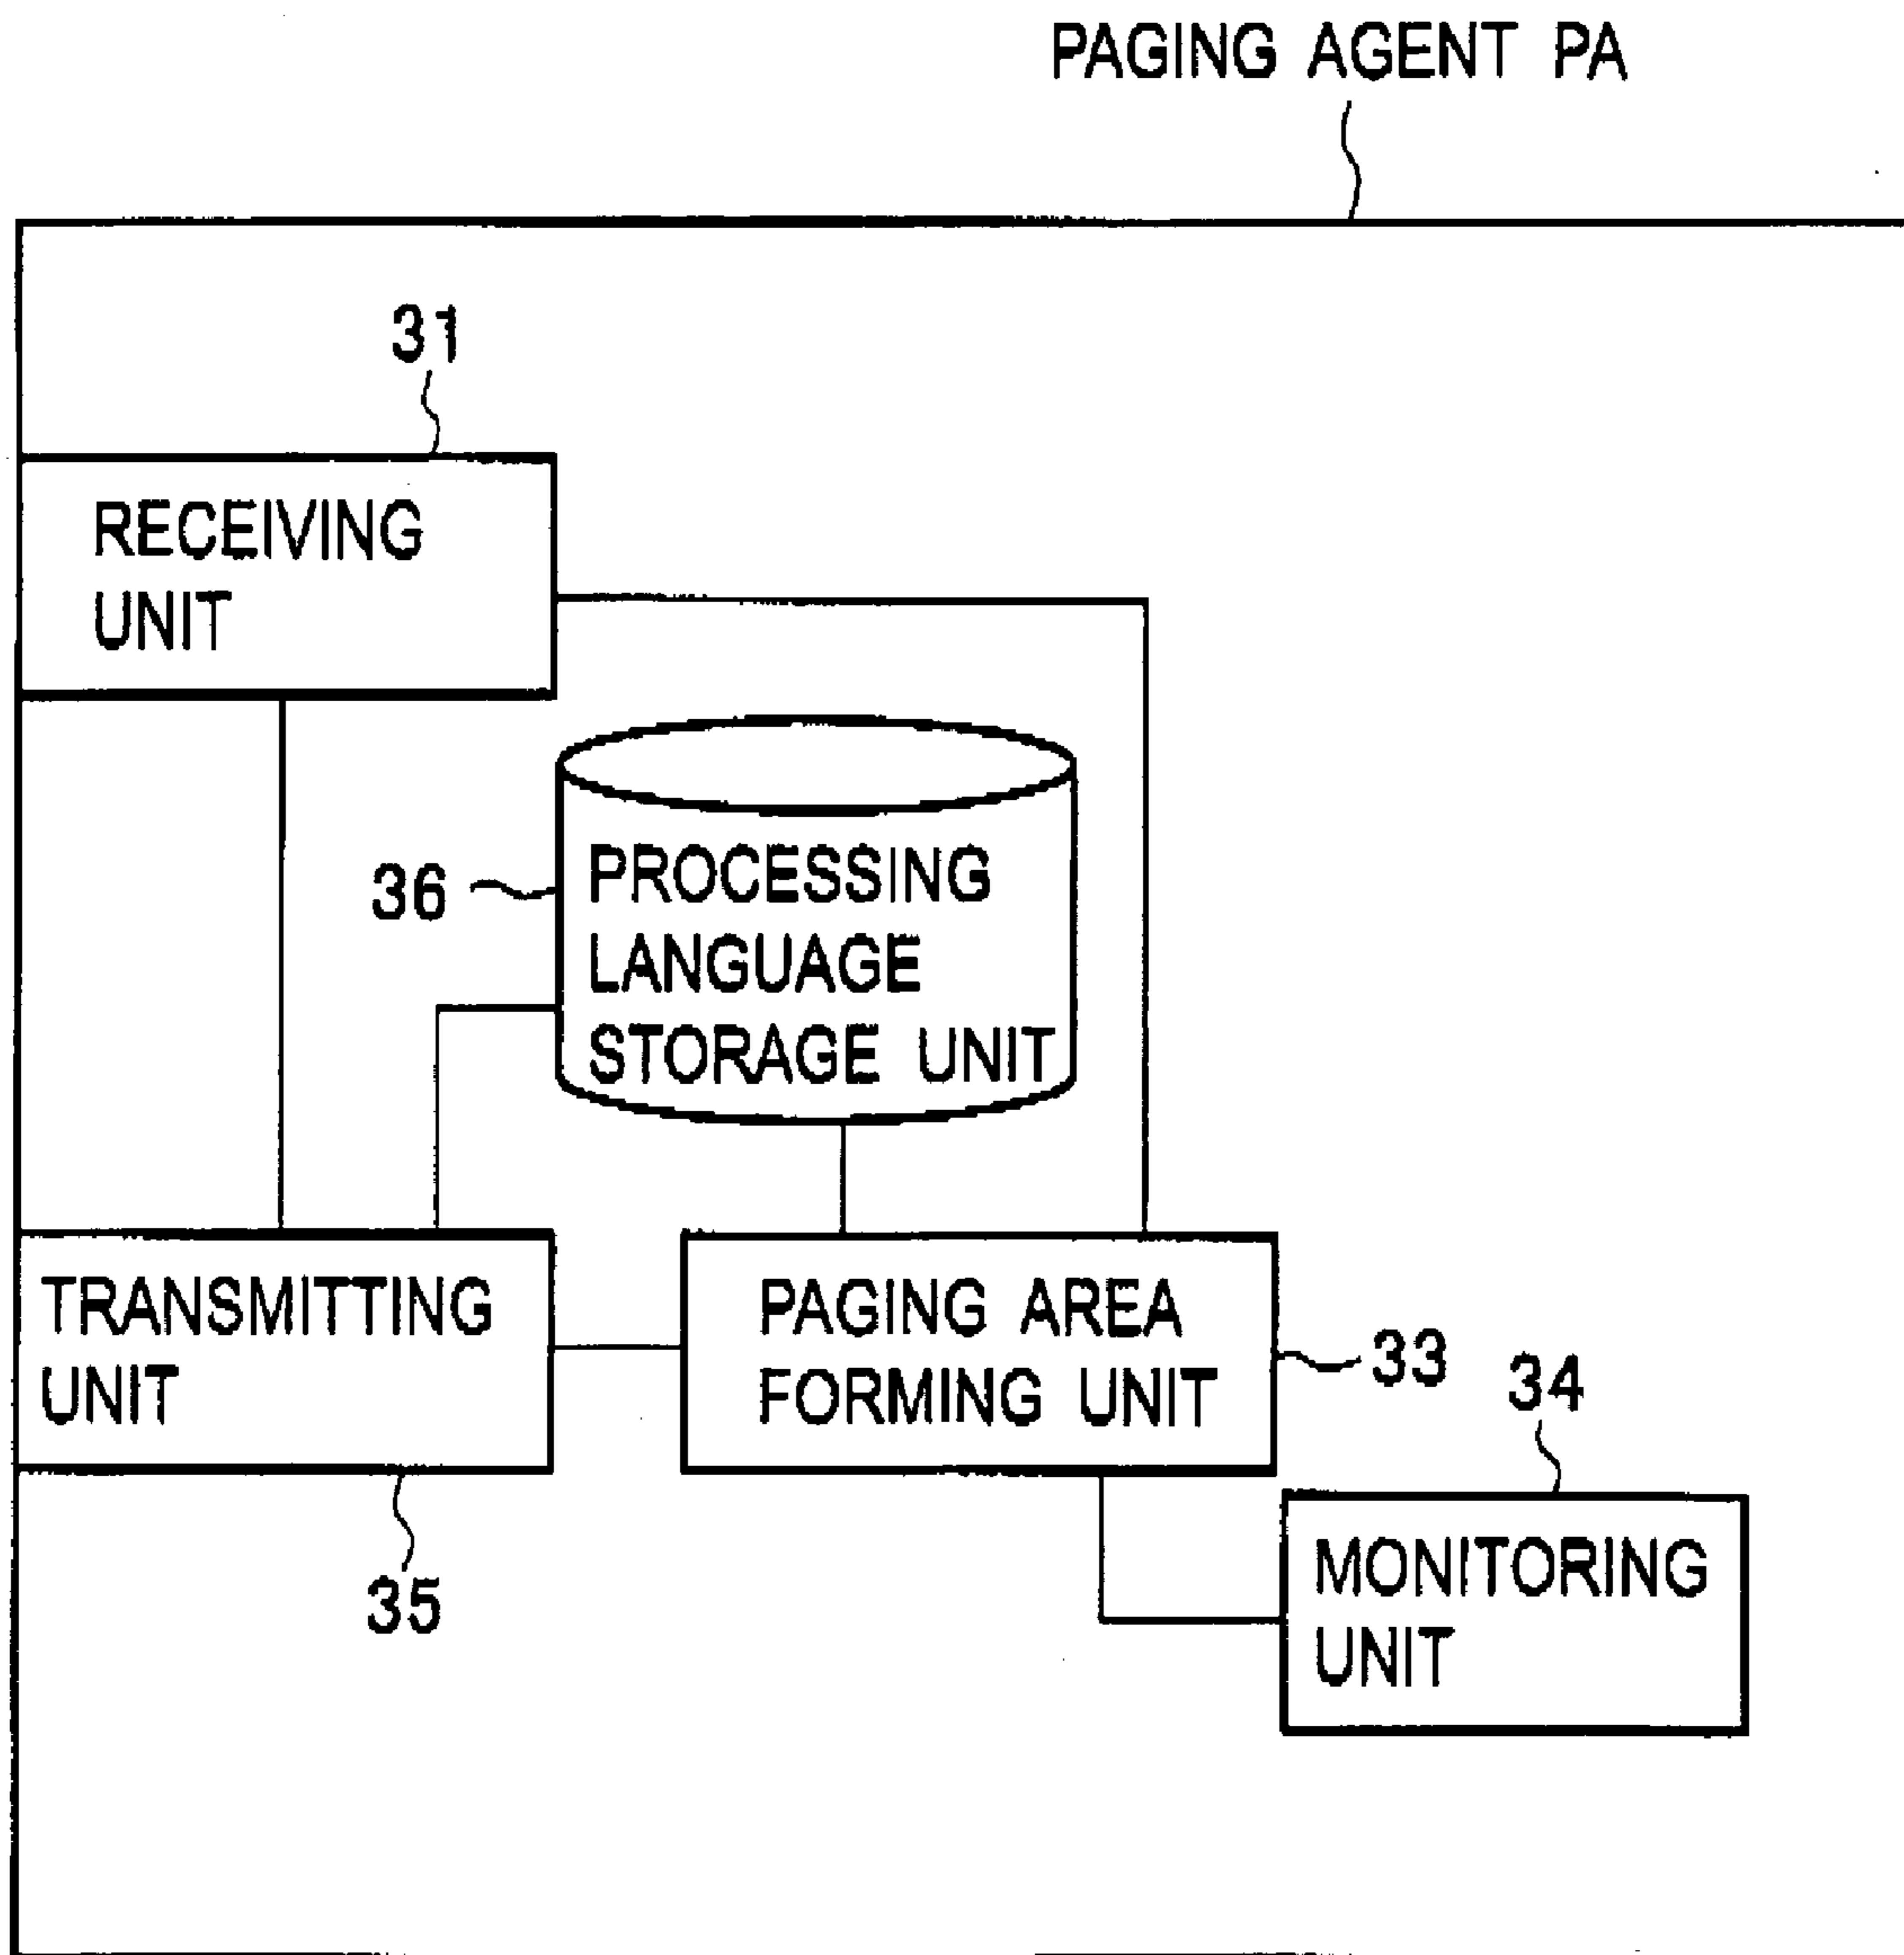 PAGING AGENT PA
31
RECEIVING
UNIT
36
PROCESSING
LANGUAGE
STORAGE UNIT
TRANSMITTING
UNIT
35
PAGING AREA
FORMING UNIT
33
34
MONITORING
UNIT